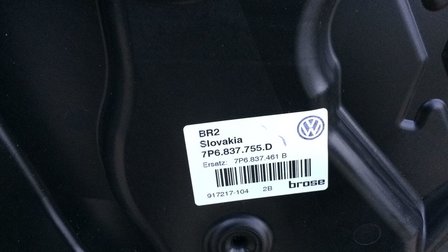 BR2
Slovakia
7P6.837.755.D
Ersatz: 7P6.837.461 B
917217-104 2B brose